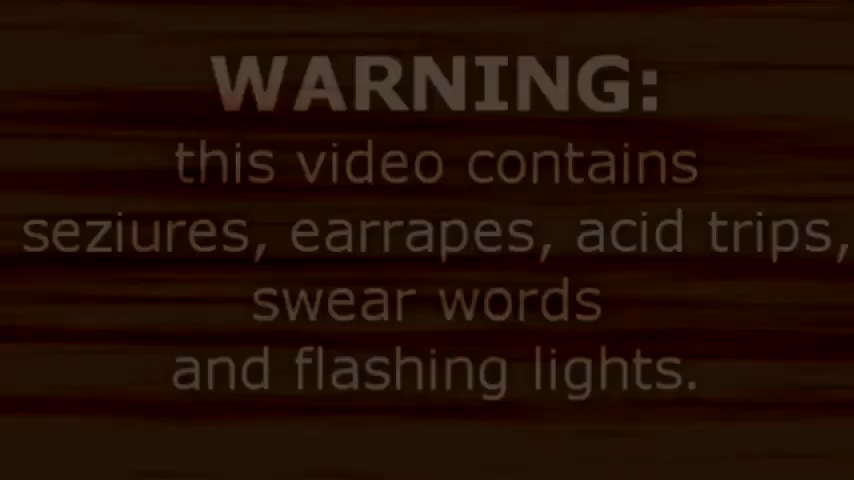 WARNING:
this video contains
seziures, earrapes, acid trips,
swear words
and flashing lights.